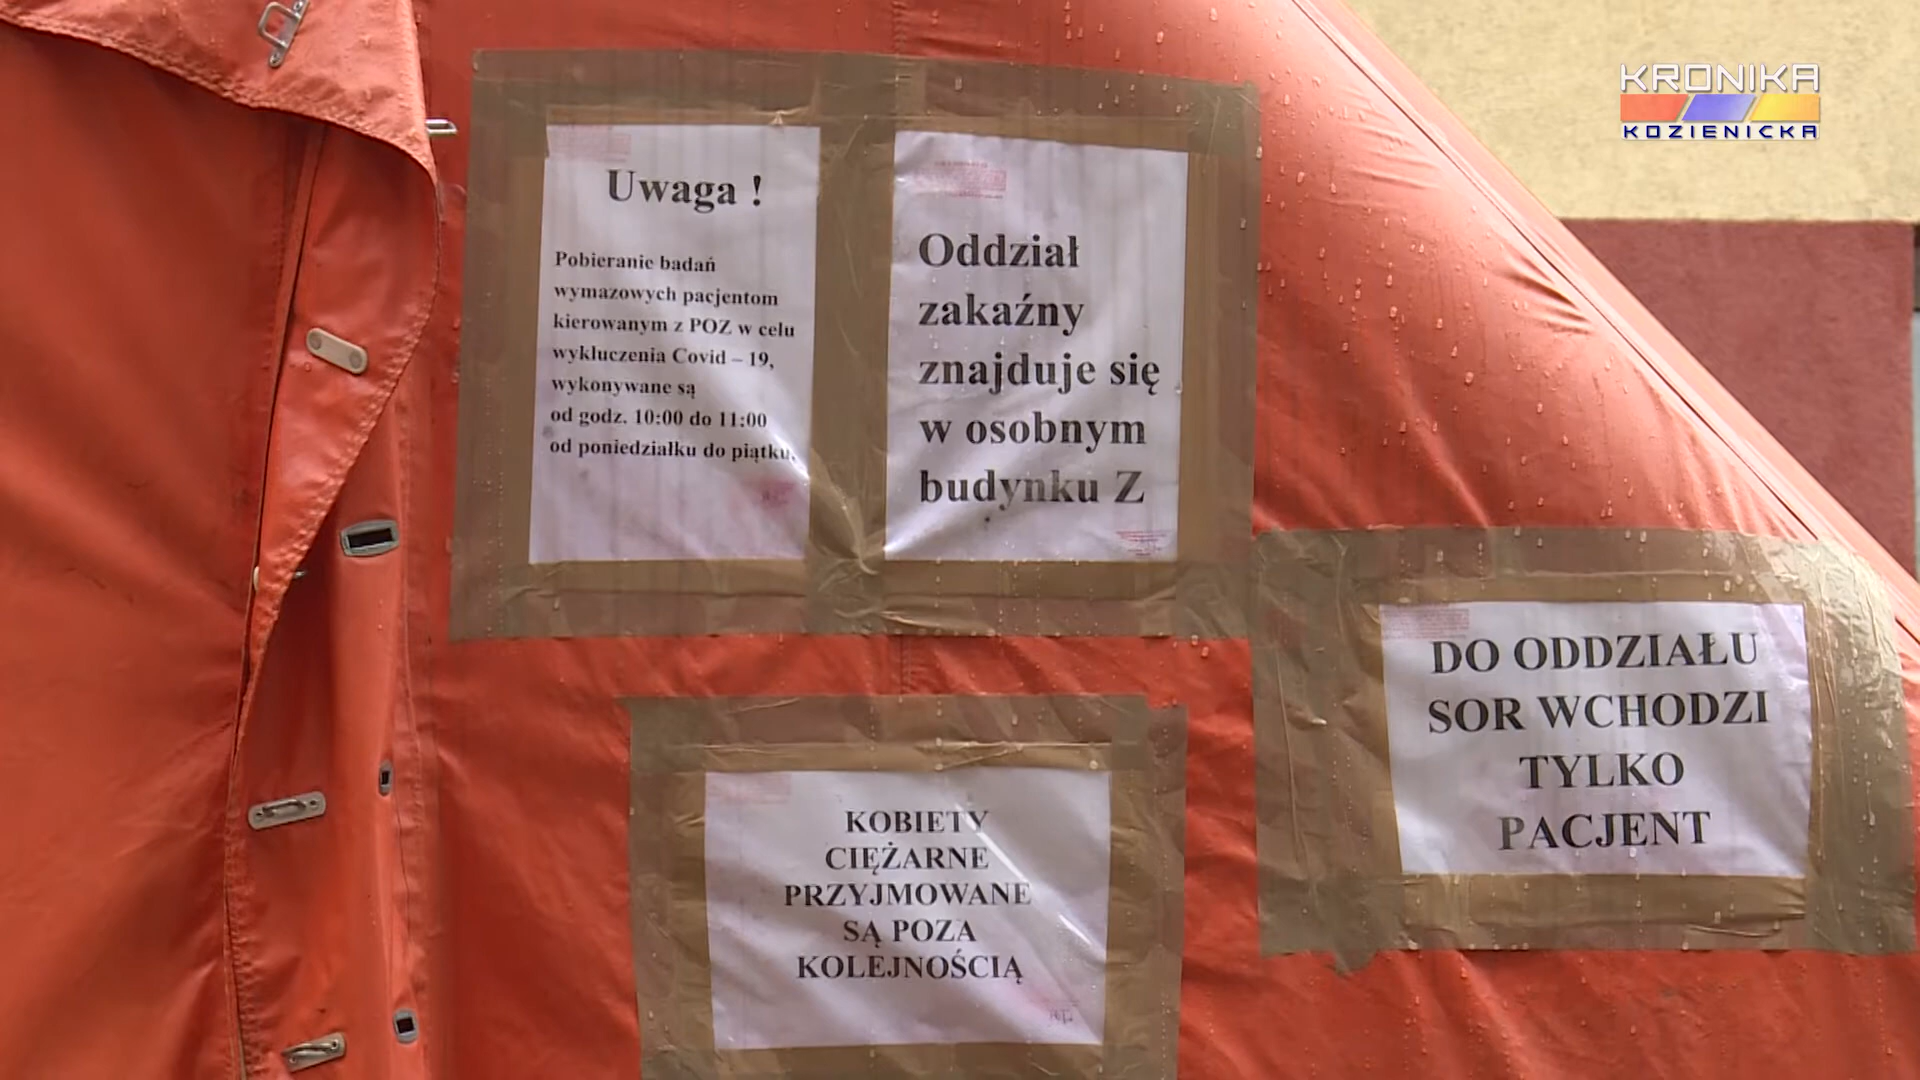 KRONIKA
KOZIENICKA
Uwaga !
Pobieranie badań
wymazowych pacjentom
kierowanym z POZ w celu
wykluczenia Covid – 19,
wykonywane są
od godz. 10:00 do 11:00
od poniedziałku do piątku.
Oddział
zakaźny
znajduje się
w osobnym
budynku Z
DO ODDZIAŁU
SOR WCHODZI
TYLKO
PACJENT
KOBIETY
CIĘŻARNE
PRZYJMOWANE
SĄ POZA
KOLEJNOŚCIĄ